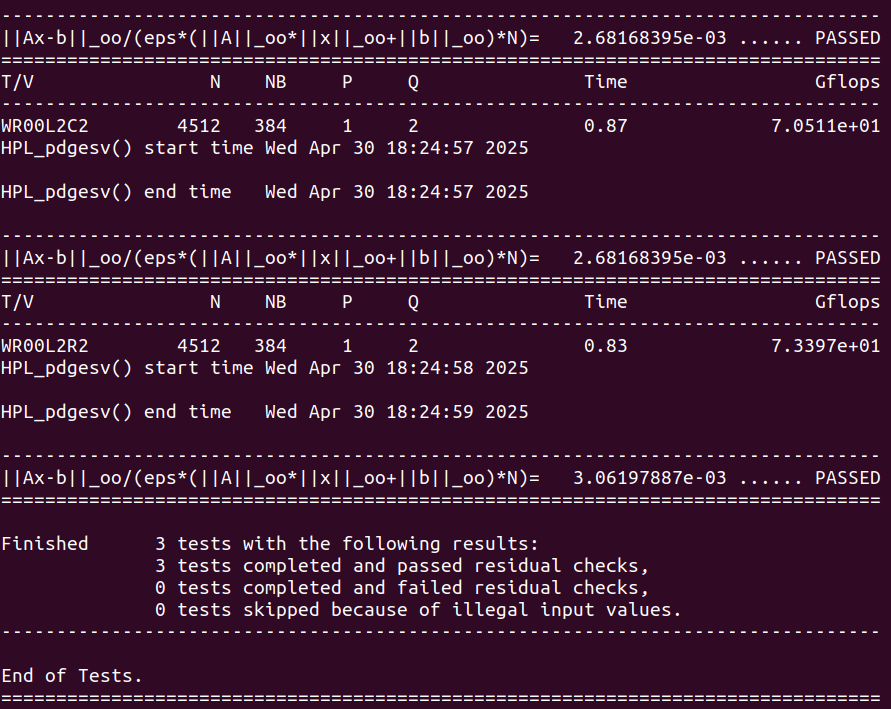 --------------------------------------------------------------------------------
||Ax-b||_oo/(eps*(||A||_oo*||x||_oo+||b||_oo)*N)=   2.68168395e-03 ...... PASSED
================================================================================
T/V                N    NB     P     Q               Time                 Gflops
--------------------------------------------------------------------------------
WR00L2C2        4512   384     1     2               0.87             7.0511e+01
HPL_pdgesv() start time Wed Apr 30 18:24:57 2025

HPL_pdgesv() end time   Wed Apr 30 18:24:57 2025

--------------------------------------------------------------------------------
||Ax-b||_oo/(eps*(||A||_oo*||x||_oo+||b||_oo)*N)=   2.68168395e-03 ...... PASSED
================================================================================
T/V                N    NB     P     Q               Time                 Gflops
--------------------------------------------------------------------------------
WR00L2R2        4512   384     1     2               0.83             7.3397e+01
HPL_pdgesv() start time Wed Apr 30 18:24:58 2025

HPL_pdgesv() end time   Wed Apr 30 18:24:59 2025

--------------------------------------------------------------------------------
||Ax-b||_oo/(eps*(||A||_oo*||x||_oo+||b||_oo)*N)=   3.06197887e-03 ...... PASSED
================================================================================

Finished      3 tests with the following results:
              3 tests completed and passed residual checks,
              0 tests completed and failed residual checks,
              0 tests skipped because of illegal input values.
--------------------------------------------------------------------------------

End of Tests.
================================================================================